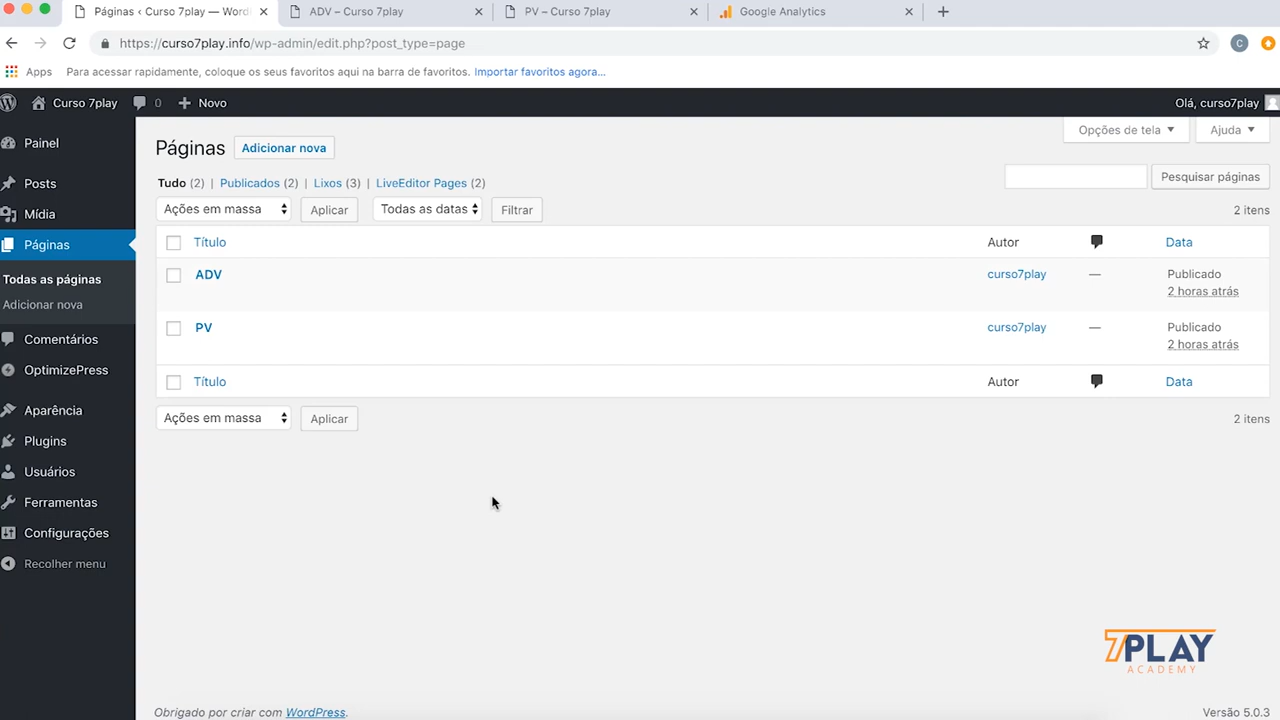 Páginas ‹ Curso 7play — Word
ADV – Curso 7play
PV – Curso 7play
Google Analytics
https://curso7play.info/wp-admin/edit.php?post_type=page
C
Apps
Para acessar rapidamente, coloque os seus favoritos aqui na barra de favoritos. Importar favoritos agora...
Curso 7play
0
Novo
Olá, curso7play
Painel
Posts
Mídia
Páginas
Todas as páginas
Adicionar nova
Comentários
OptimizePress
Aparência
Plugins
Usuários
Ferramentas
Configurações
Recolher menu
Opções de tela
Ajuda
Páginas
Adicionar nova
Tudo (2) | Publicados (2) | Lixos (3) | LiveEditor Pages (2)
Pesquisar páginas
Ações em massa
Aplicar
Todas as datas
Filtrar
2 itens
Título
Autor
Data
ADV
curso7play
—
Publicado
2 horas atrás
PV
curso7play
—
Publicado
2 horas atrás
Título
Autor
Data
Ações em massa
Aplicar
2 itens
7PLAY
ACADEMY
Obrigado por criar com WordPress.
Versão 5.0.3